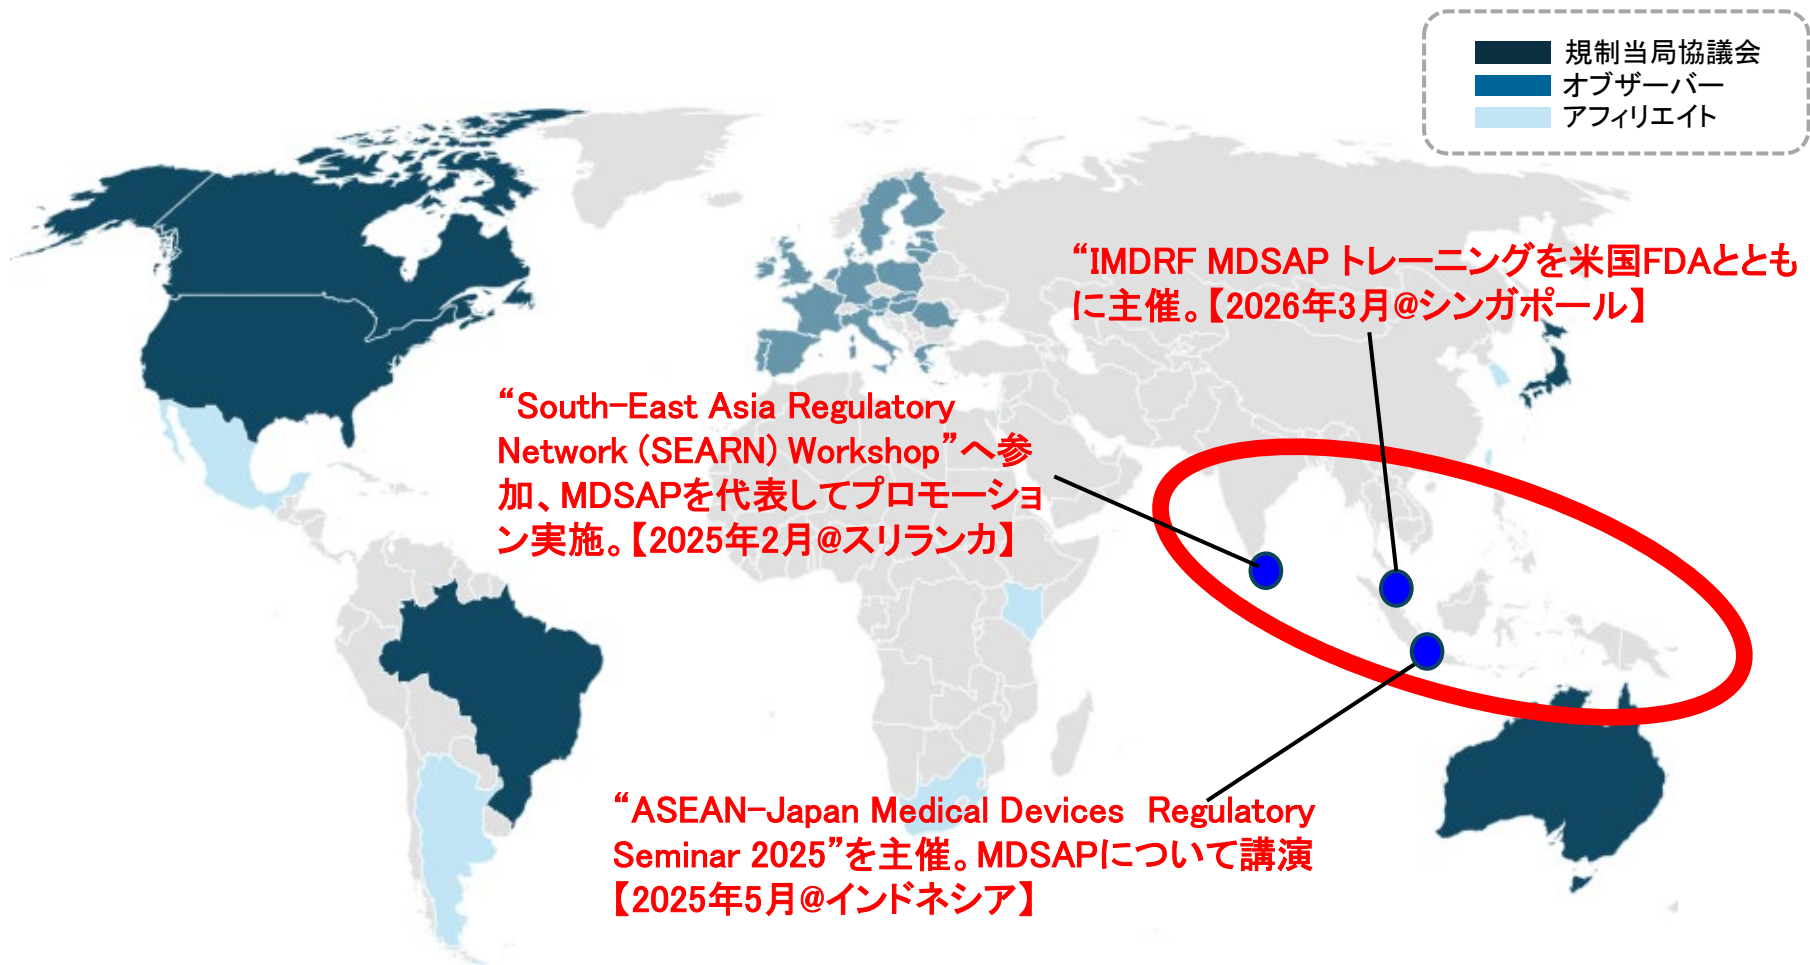 規制当局協議会
オブザーバー
アフィリエイト
“IMDRF MDSAP トレーニングを米国FDAととも
に主催。【2026年3月@シンガポール】
“South-East Asia Regulatory
Network (SEARN) Workshop”へ参
加、MDSAPを代表してプロモーショ
ン実施。【2025年2月@スリランカ】
“ASEAN-Japan Medical Devices Regulatory
Seminar 2025”を主催。MDSAPについて講演
【2025年5月@インドネシア】